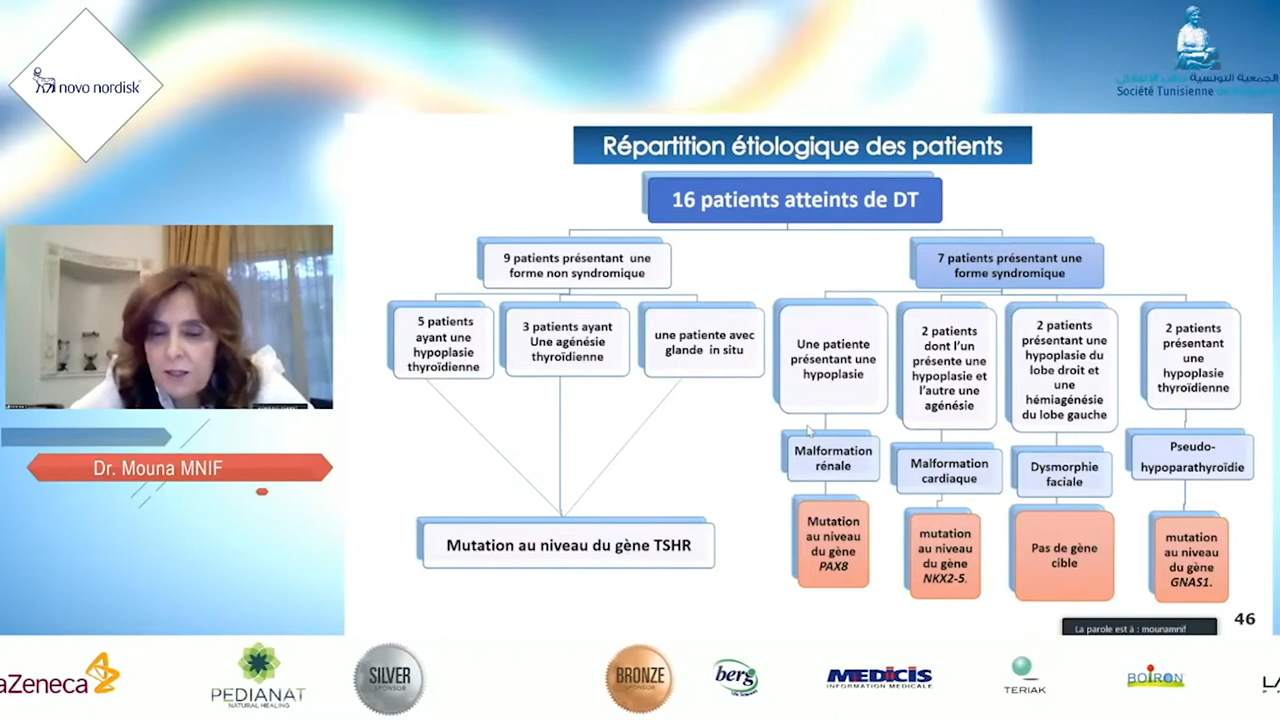 novo nordisk
الجمعية التونسية
Société Tunisienne
Répartition étiologique des patients
16 patients atteints de DT
9 patients présentant une
forme non syndromique
7 patients présentant une
forme syndromique
5 patients
ayant une
hypoplasie
thyroïdienne
3 patients ayant
Une agénésie
thyroïdienne
une patiente avec
glande in situ
Une patiente
présentant une
hypoplasie
2 patients
dont l'un
présente une
hypoplasie et
l'autre une
agénésie
2 patients
présentant une
hypoplasie du
lobe droit et
une
hémiagénésie
du lobe gauche
2 patients
présentant
une
hypoplasie
thyroïdienne
Malformation
rénale
Malformation
cardiaque
Dysmorphie
faciale
Pseudo-
hypoparathyroïdie
Mutation au niveau du gène TSHR
Mutation
au niveau
du gène
PAX8
mutation
au niveau
du gène
NKX2-5.
Pas de gène
cible
mutation
au niveau
du gène
GNAS1.
Dr. Mouna MNIF
46
La parole est à : mounamnif
aZeneca
PEDIANAT
NATURAL HEALING
SILVER
SPONSOR
BRONZE
SPONSOR
berg
Life Sciences
MEDICIS
INFORMATION MEDICALE
TERIAK
BOIRON